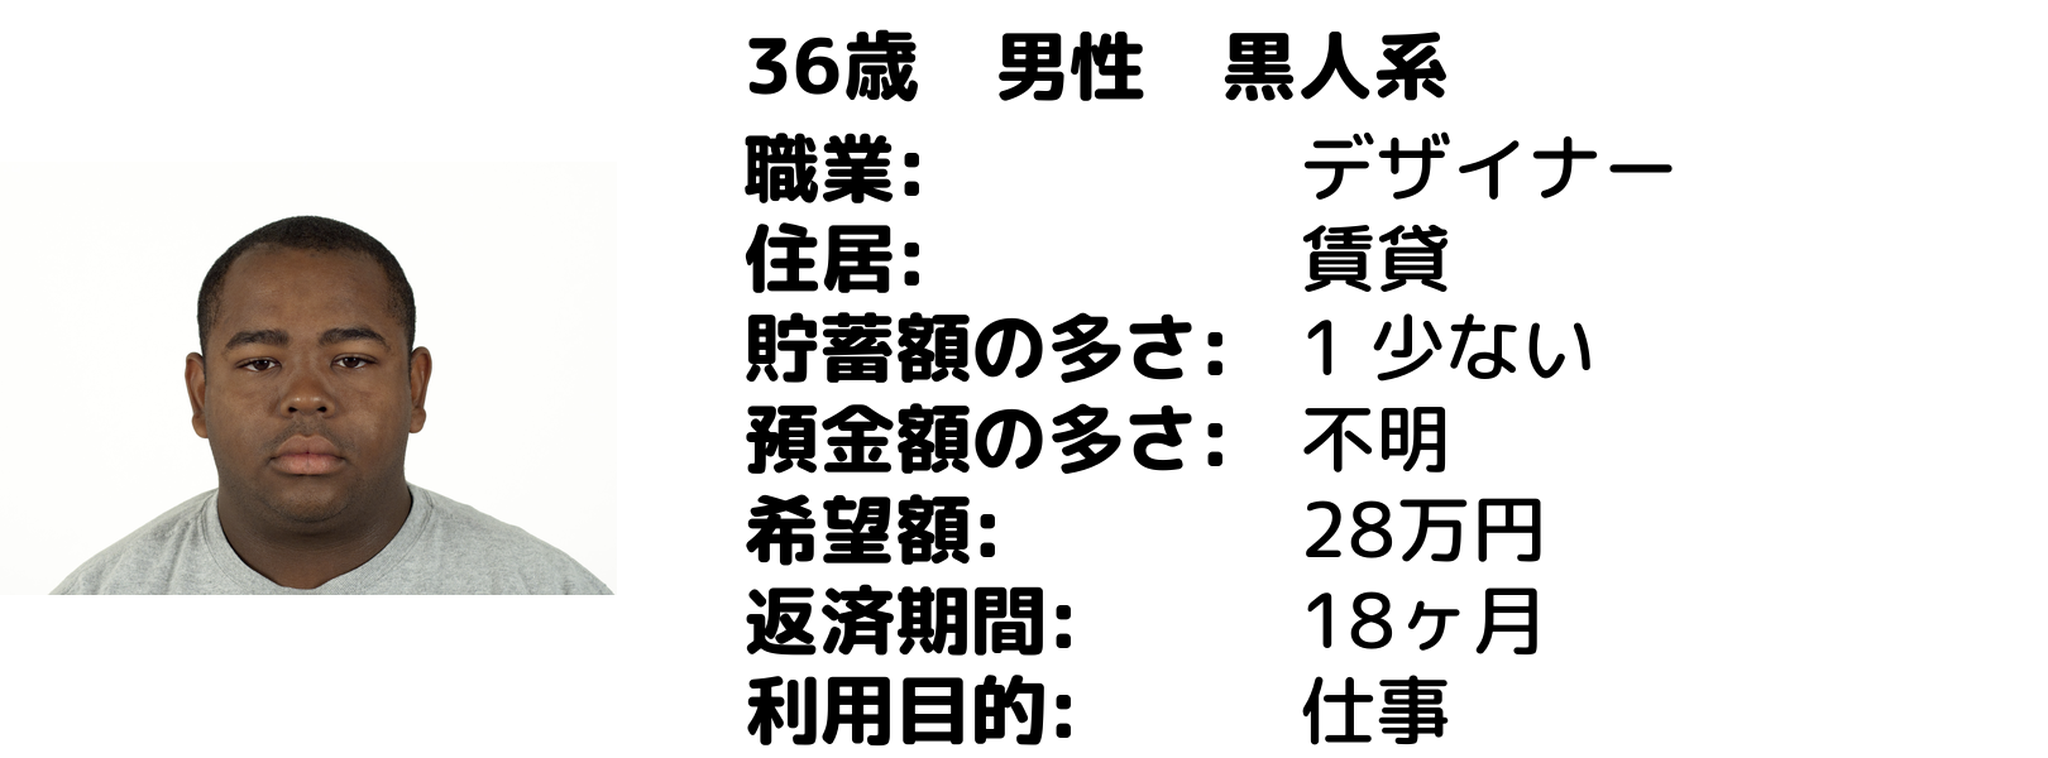 36歳　男性　黒人系
職業: デザイナー
住居: 賃貸
貯蓄額の多さ: 1 少ない
預金額の多さ: 不明
希望額: 28万円
返済期間: 18ヶ月
利用目的: 仕事